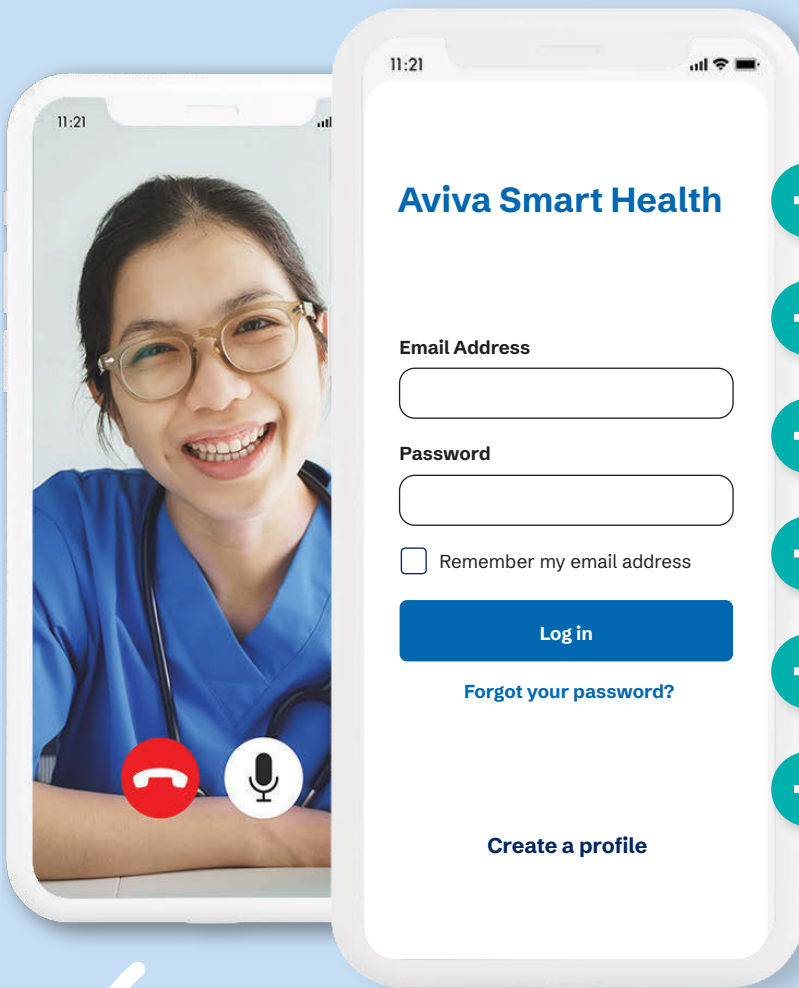 11:21
11:21
Aviva Smart Health
Email Address
Password
Remember my email address
Log in
Forgot your password?
Create a profile